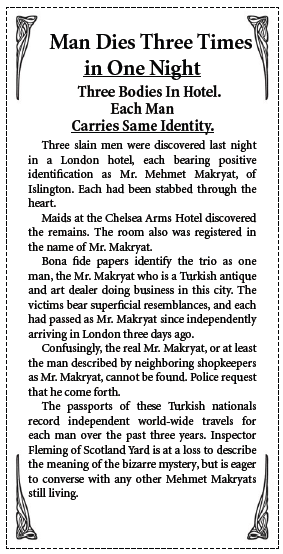 Man Dies Three Times
in One Night
Three Bodies In Hotel.
Each Man
Carries Same Identity.
Three slain men were discovered last night
in a London hotel, each bearing positive
identification as Mr. Mehmet Makryat, of
Islington. Each had been stabbed through the
heart.
Maids at the Chelsea Arms Hotel discovered
the remains. The room also was registered in
the name of Mr. Makryat.
Bona fide papers identify the trio as one
man, the Mr. Makryat who is a Turkish antique
and art dealer doing business in this city. The
victims bear superficial resemblances, and each
had passed as Mr. Makryat since independently
arriving in London three days ago.
Confusingly, the real Mr. Makryat, or at least
the man described by neighboring shopkeepers
as Mr. Makryat, cannot be found. Police request
that he come forth.
The passports of these Turkish nationals
record independent world-wide travels for
each man over the past three years. Inspector
Fleming of Scotland Yard is at a loss to describe
the meaning of the bizarre mystery, but is eager
to converse with any other Mehmet Makryats
still living.